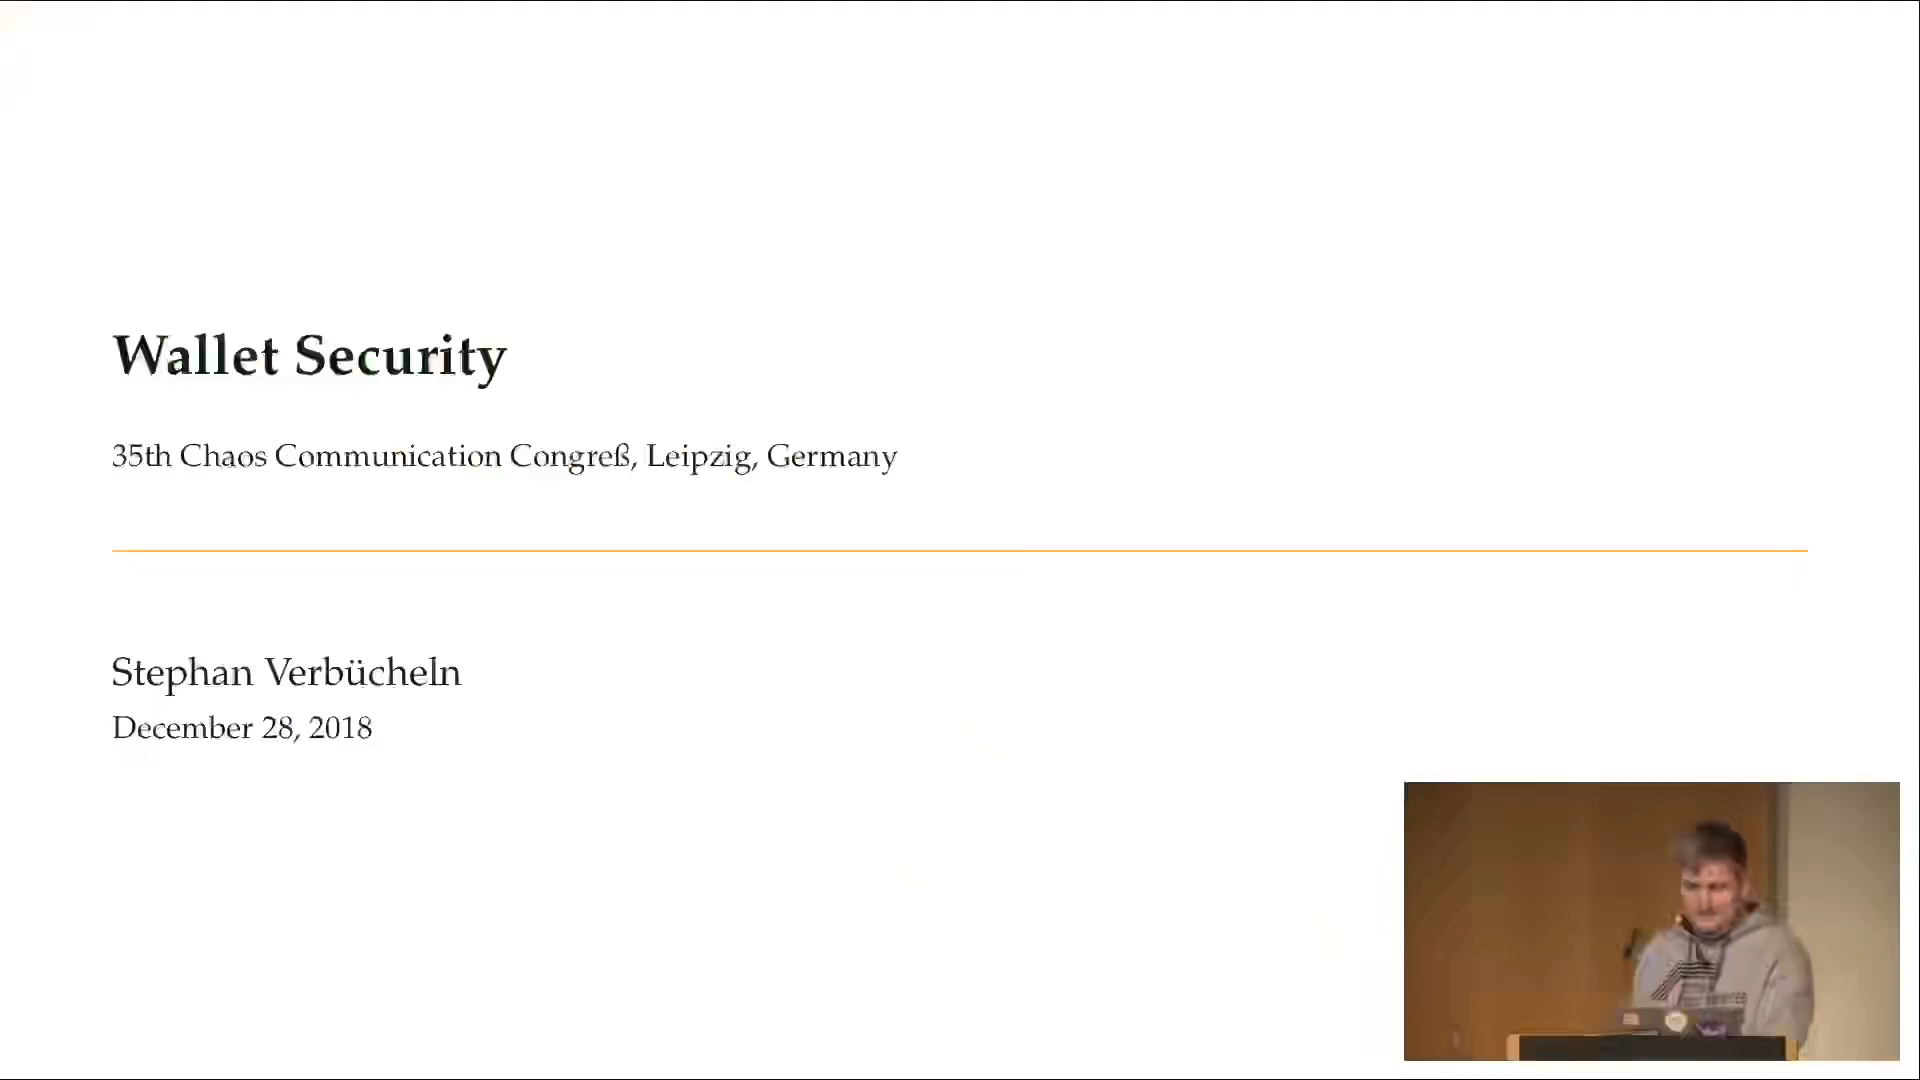 Wallet Security
35th Chaos Communication Congreß, Leipzig, Germany
Stephan Verbücheln
December 28, 2018